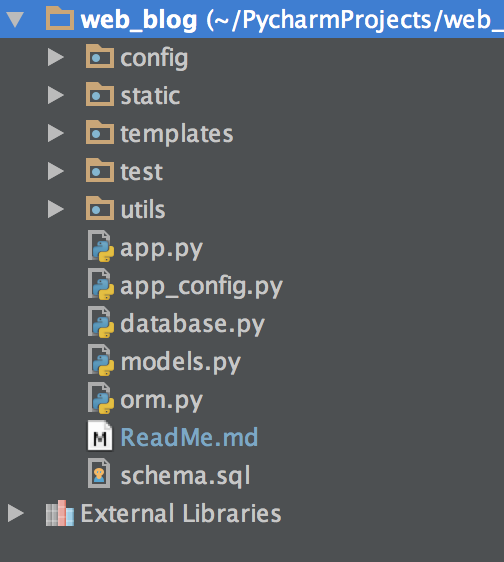 web_blog (~/PycharmProjects/web_
config
static
templates
test
utils
app.py
app_config.py
database.py
models.py
orm.py
ReadMe.md
schema.sql
External Libraries